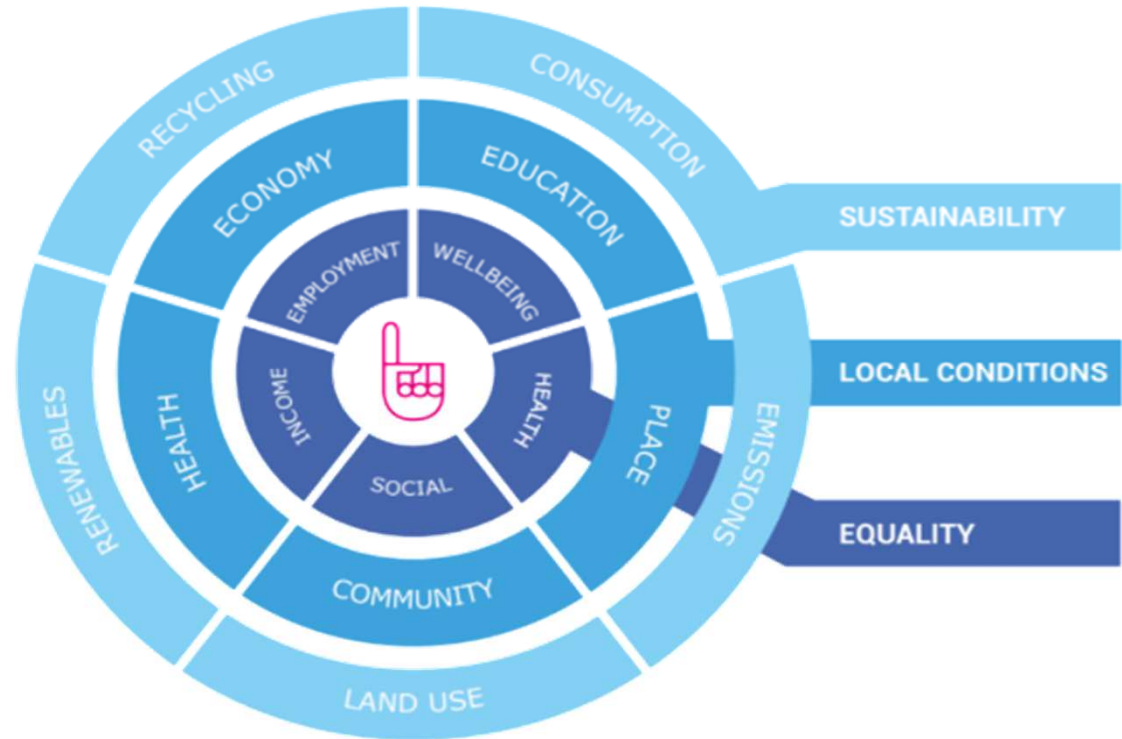 RECYCLING
CONSUMPTION
ECONOMY
EDUCATION
EMPLOYMENT
WELLBEING
SUSTAINABILITY
LOCAL CONDITIONS
INCOME
HEALTH
HEALTH
PLACE
RENEWABLES
EMISSIONS
SOCIAL
EQUALITY
COMMUNITY
LAND USE